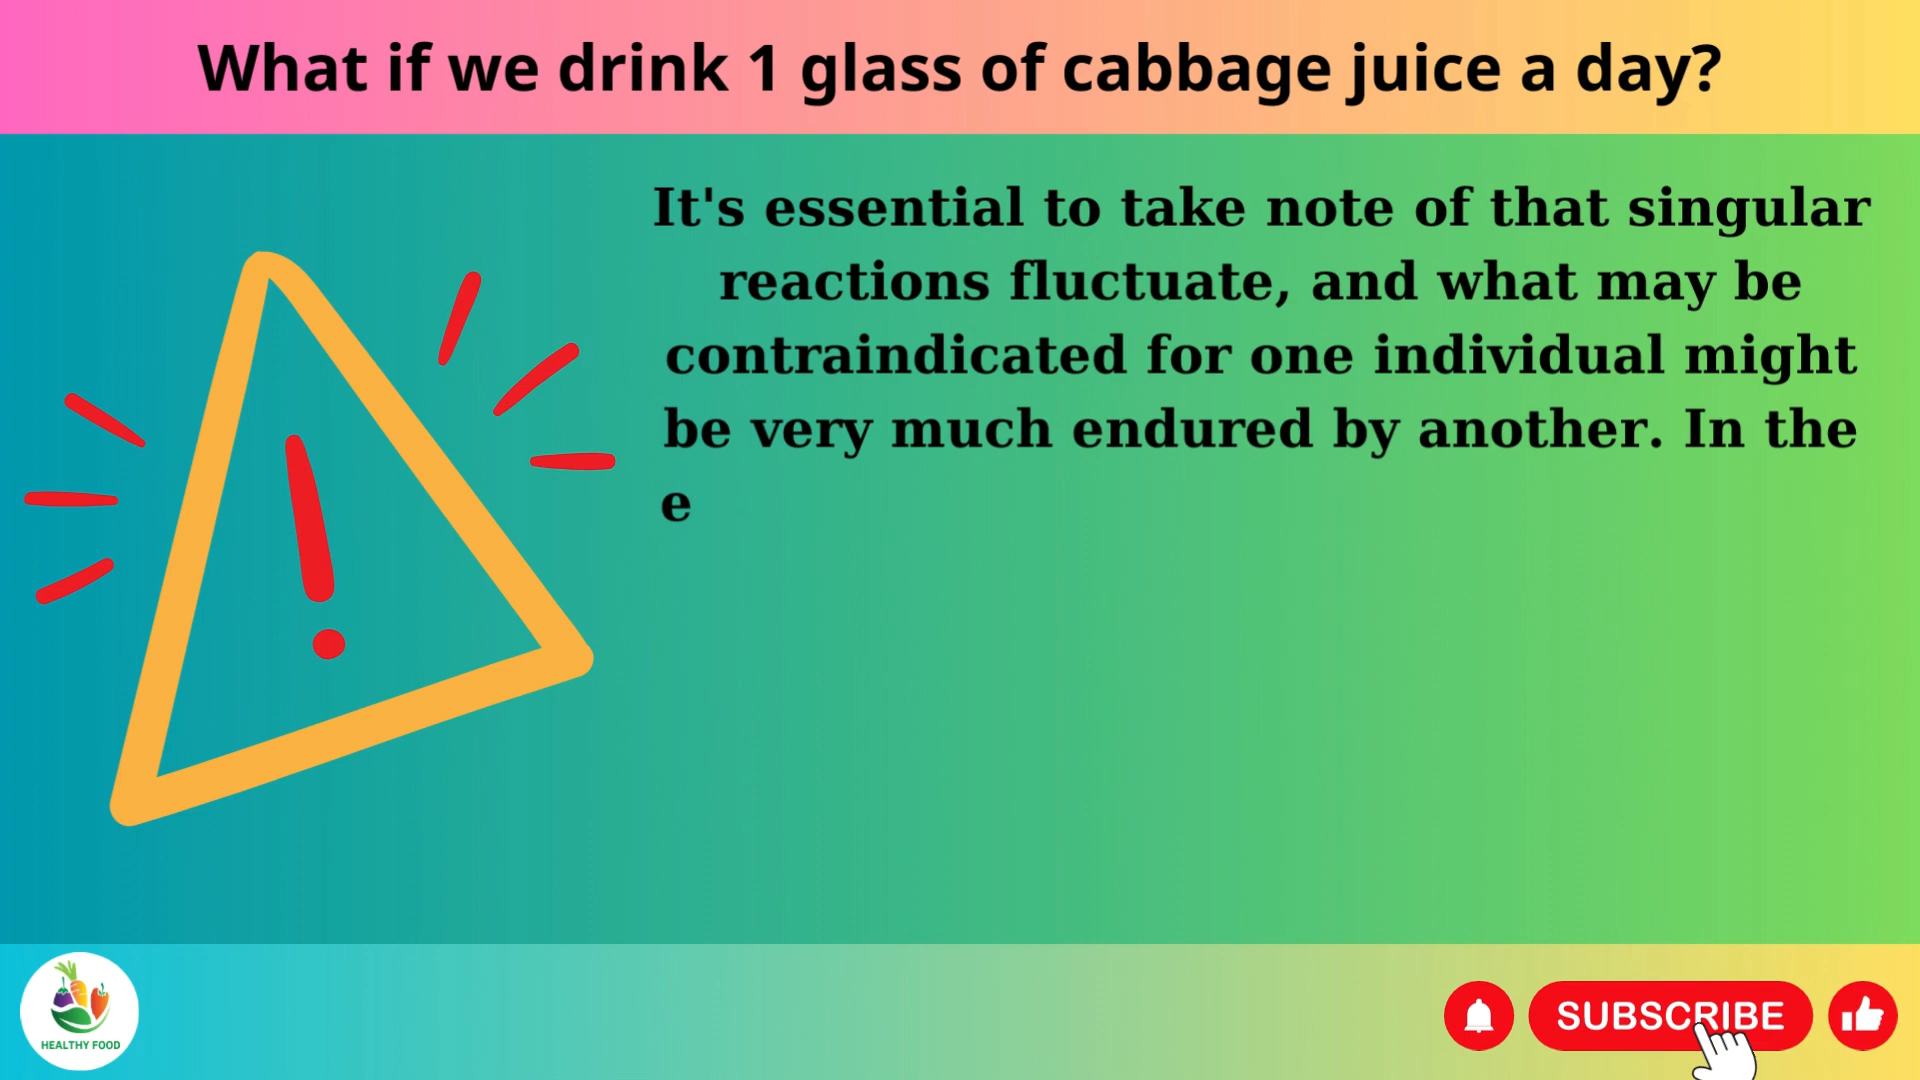 What if we drink 1 glass of cabbage juice a day?
It's essential to take note of that singular
reactions fluctuate, and what may be
contraindicated for one individual might
be very much endured by another. In the
e
HEALTHY FOOD
SUBSCRIBE